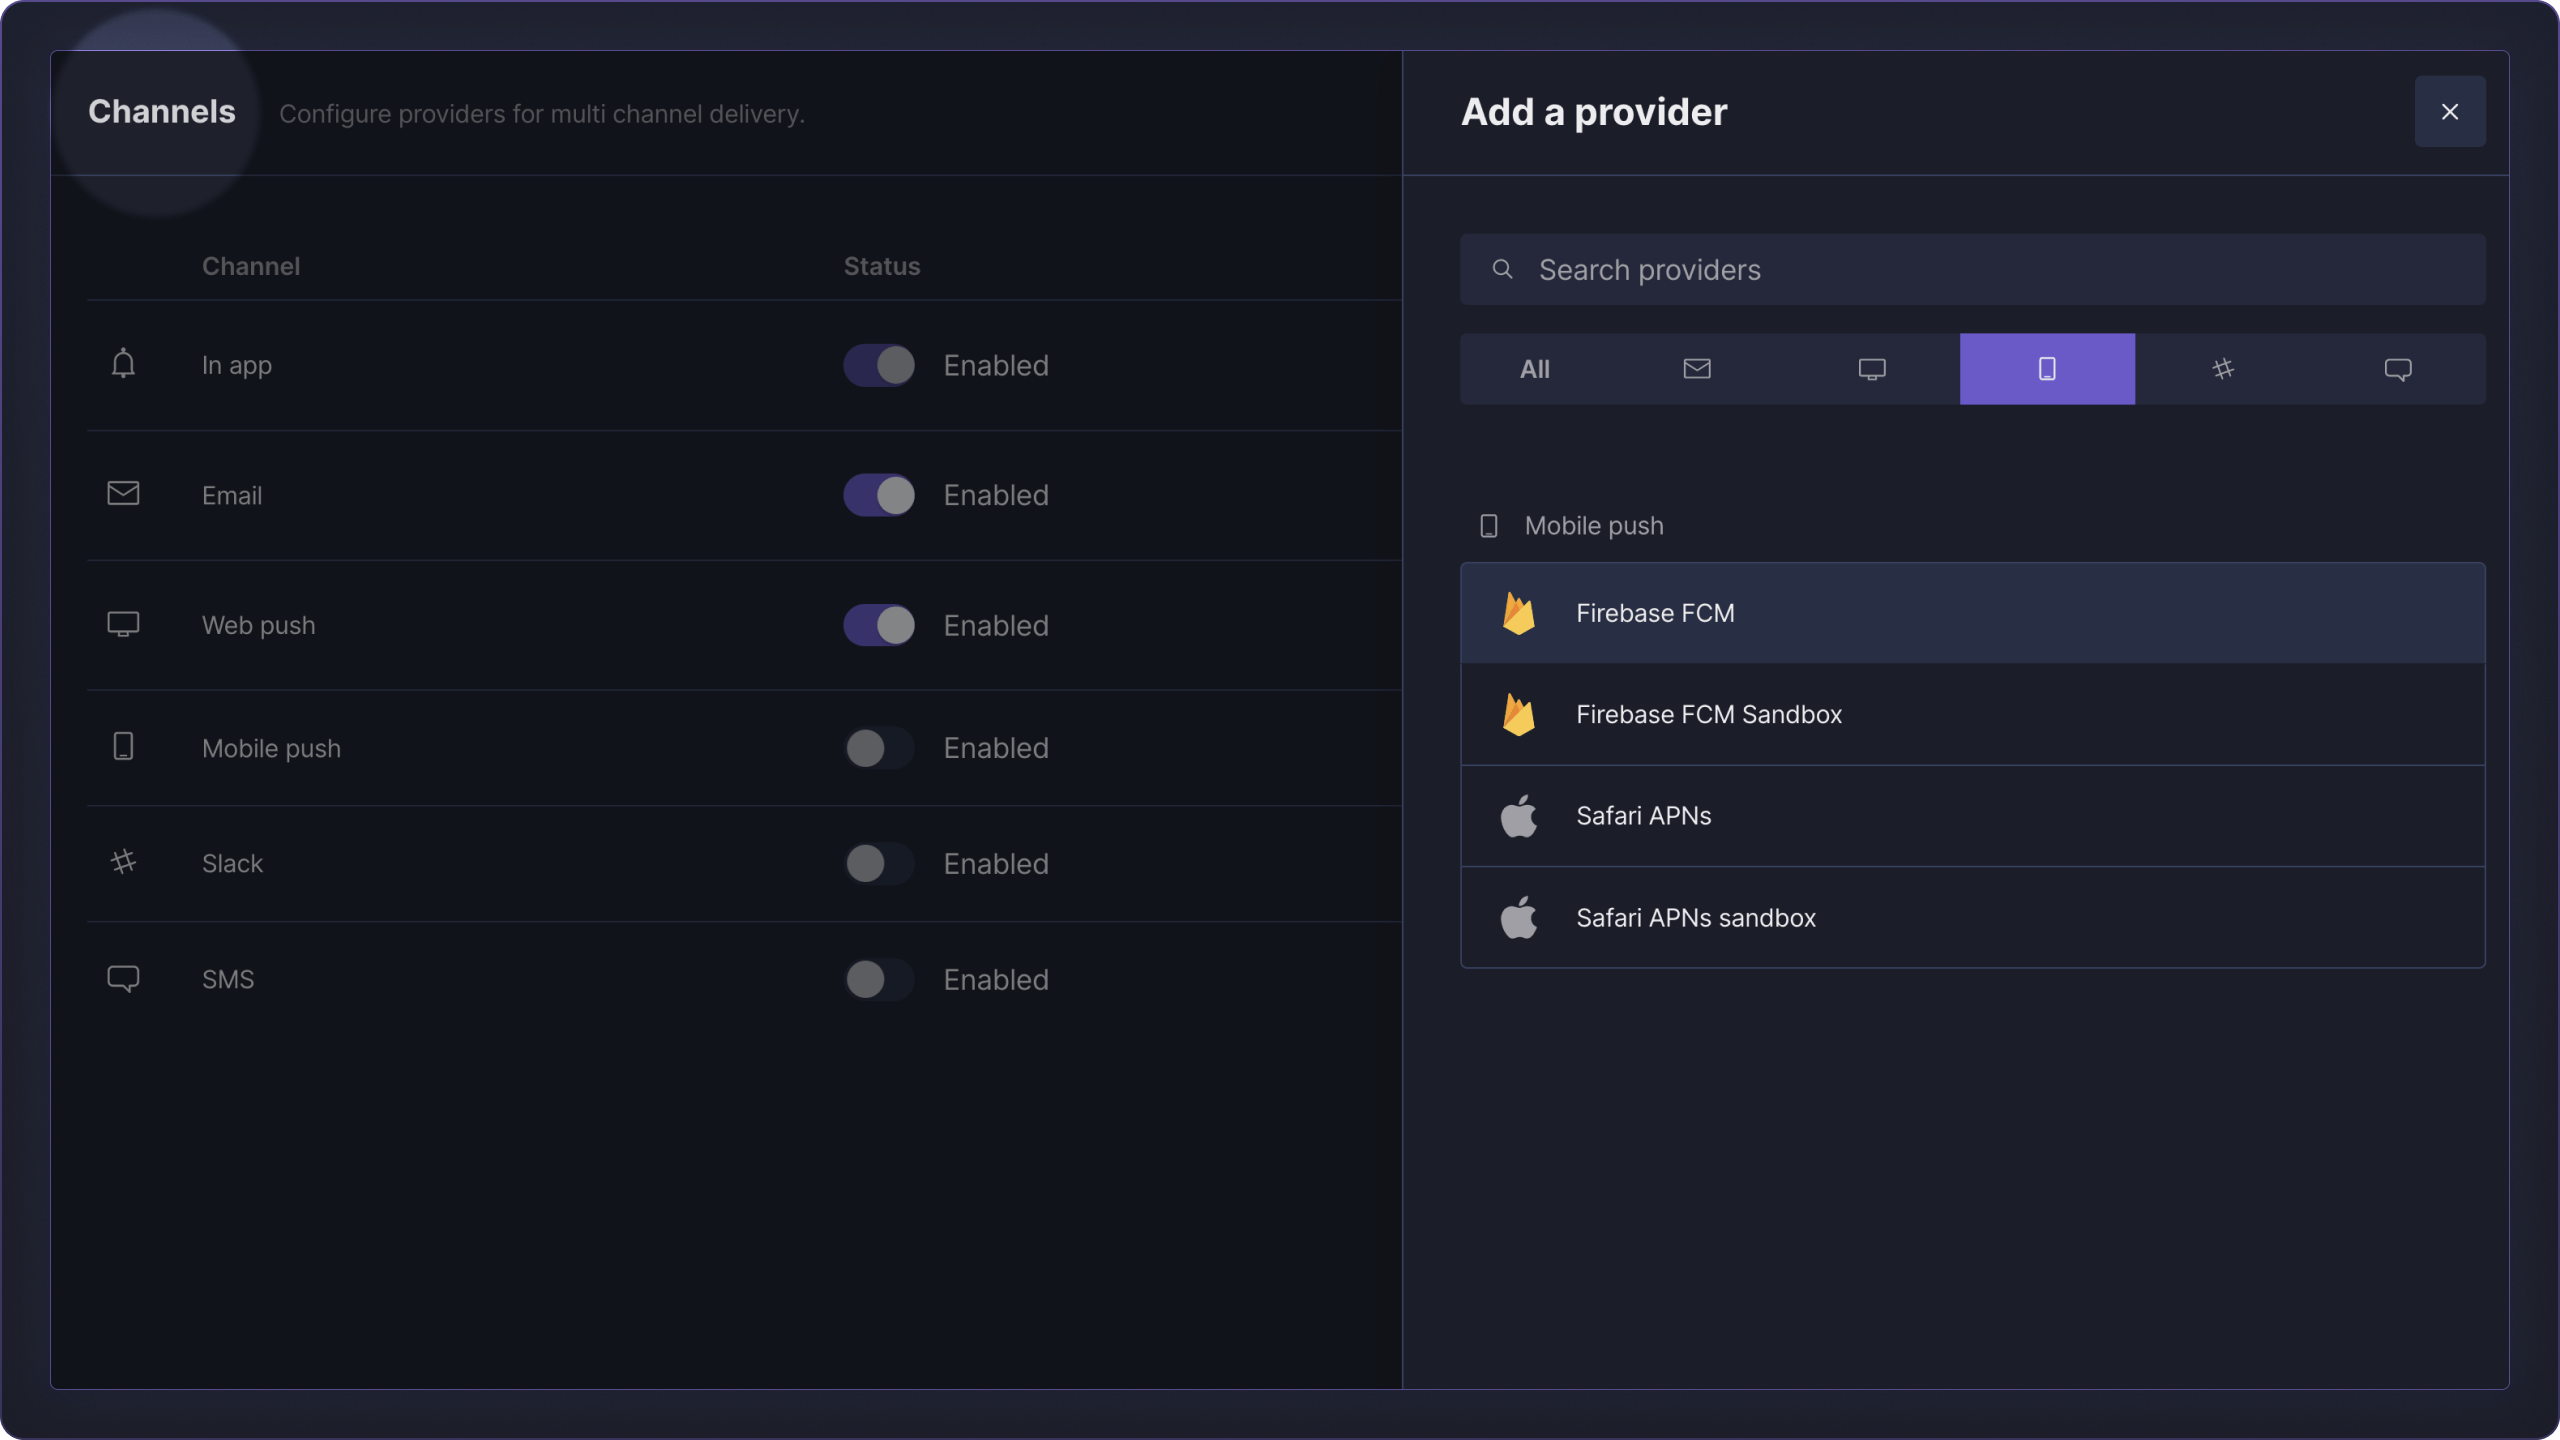 Channels
Configure providers for multi channel delivery.
Channel
Status
In app
Enabled
Email
Enabled
Web push
Enabled
Mobile push
Enabled
Slack
Enabled
SMS
Enabled
Add a provider
Search providers
All
Mobile push
Firebase FCM
Firebase FCM Sandbox
Safari APNs
Safari APNs sandbox